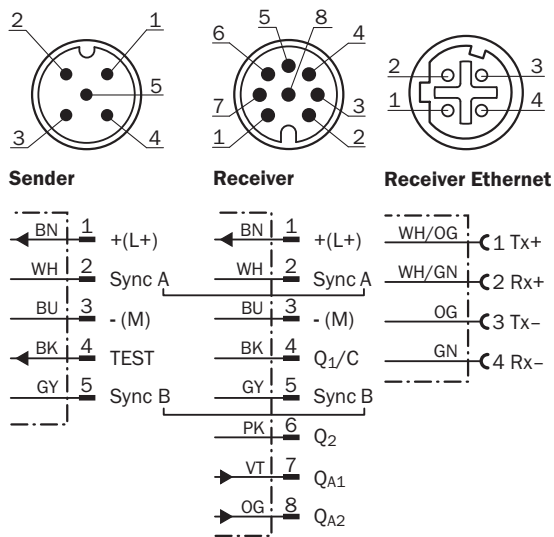 2 1 5 3 4
5 8 6 4 7 3 1 2
2 3 1 4
Sender
Receiver
Receiver Ethernet
BN 1 +(L+)
WH 2 Sync A
BU 3 - (M)
BK 4 TEST
GY 5 Sync B
BN 1 +(L+)
WH 2 Sync A
BU 3 - (M)
BK 4 Q1/C
GY 5 Sync B
PK 6 Q2
VT 7 QA1
OG 8 QA2
WH/OG 1 Tx+
WH/GN 2 Rx+
OG 3 Tx–
GN 4 Rx–